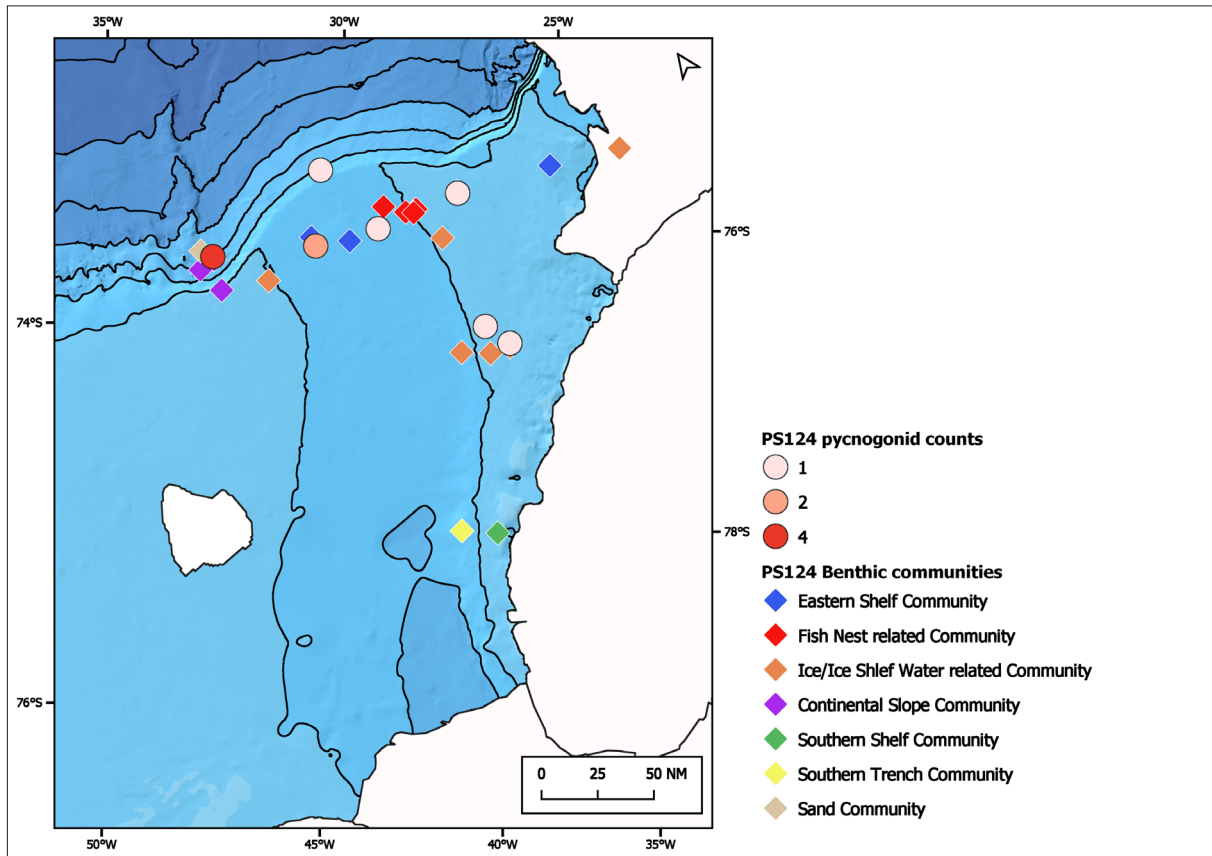 35°W 30°W 25°W
76°S
74°S
PS124 pycnogonid counts
1
2
78°S
4
PS124 Benthic communities
Eastern Shelf Community
Fish Nest related Community
Ice/Ice Shlef Water related Community
76°S
Continental Slope Community
Southern Shelf Community
0 25 50 NM
Southern Trench Community
Sand Community
50°W 45°W 40°W 35°W